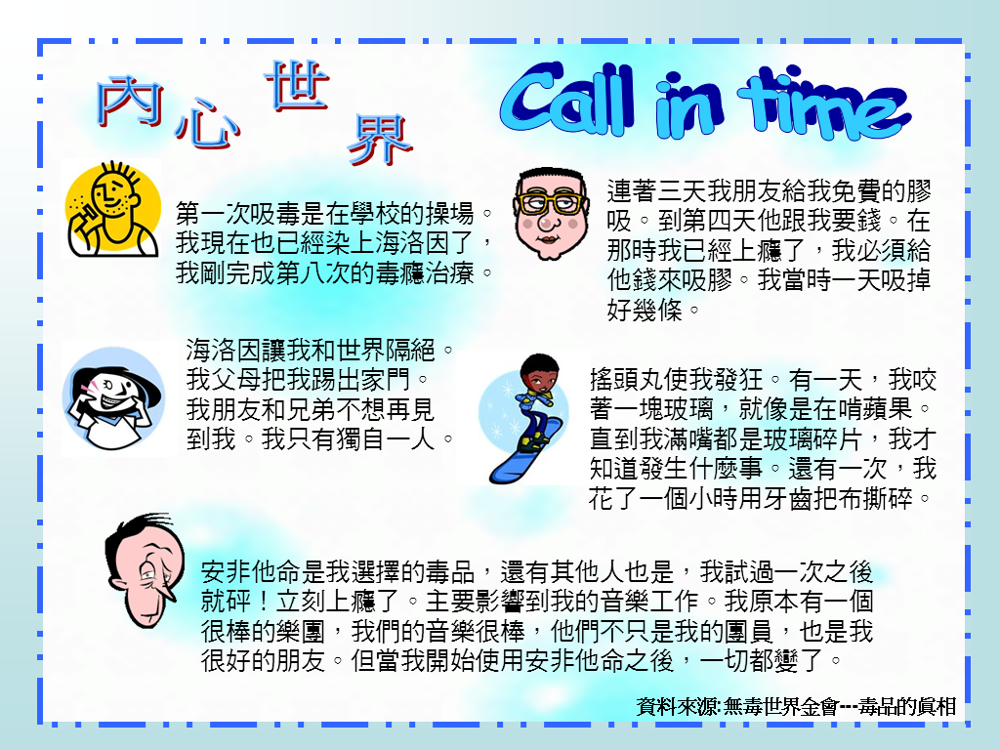 內心世界
Call in time
第一次吸毒是在學校的操場。
我現在也已經染上海洛因了，
我剛完成第八次的毒癮治療。
連著三天我朋友給我免費的膠
吸。到第四天他跟我要錢。在
那時我已經上癮了，我必須給
他錢來吸膠。我當時一天吸掉
好幾條。
海洛因讓我和世界隔絕。
我父母把我踢出家門。
我朋友和兄弟不想再見
到我。我只有獨自一人。
搖頭丸使我發狂。有一天，我咬
著一塊玻璃，就像是在啃蘋果。
直到我滿嘴都是玻璃碎片，我才
知道發生什麼事。還有一次，我
花了一個小時用牙齒把布撕碎。
安非他命是我選擇的毒品，還有其他人也是，我試過一次之後
就砰！立刻上癮了。主要影響到我的音樂工作。我原本有一個
很棒的樂團，我們的音樂很棒，他們不只是我的團員，也是我
很好的朋友。但當我開始使用安非他命之後，一切都變了。
資料來源:無毒世界金會---毒品的真相